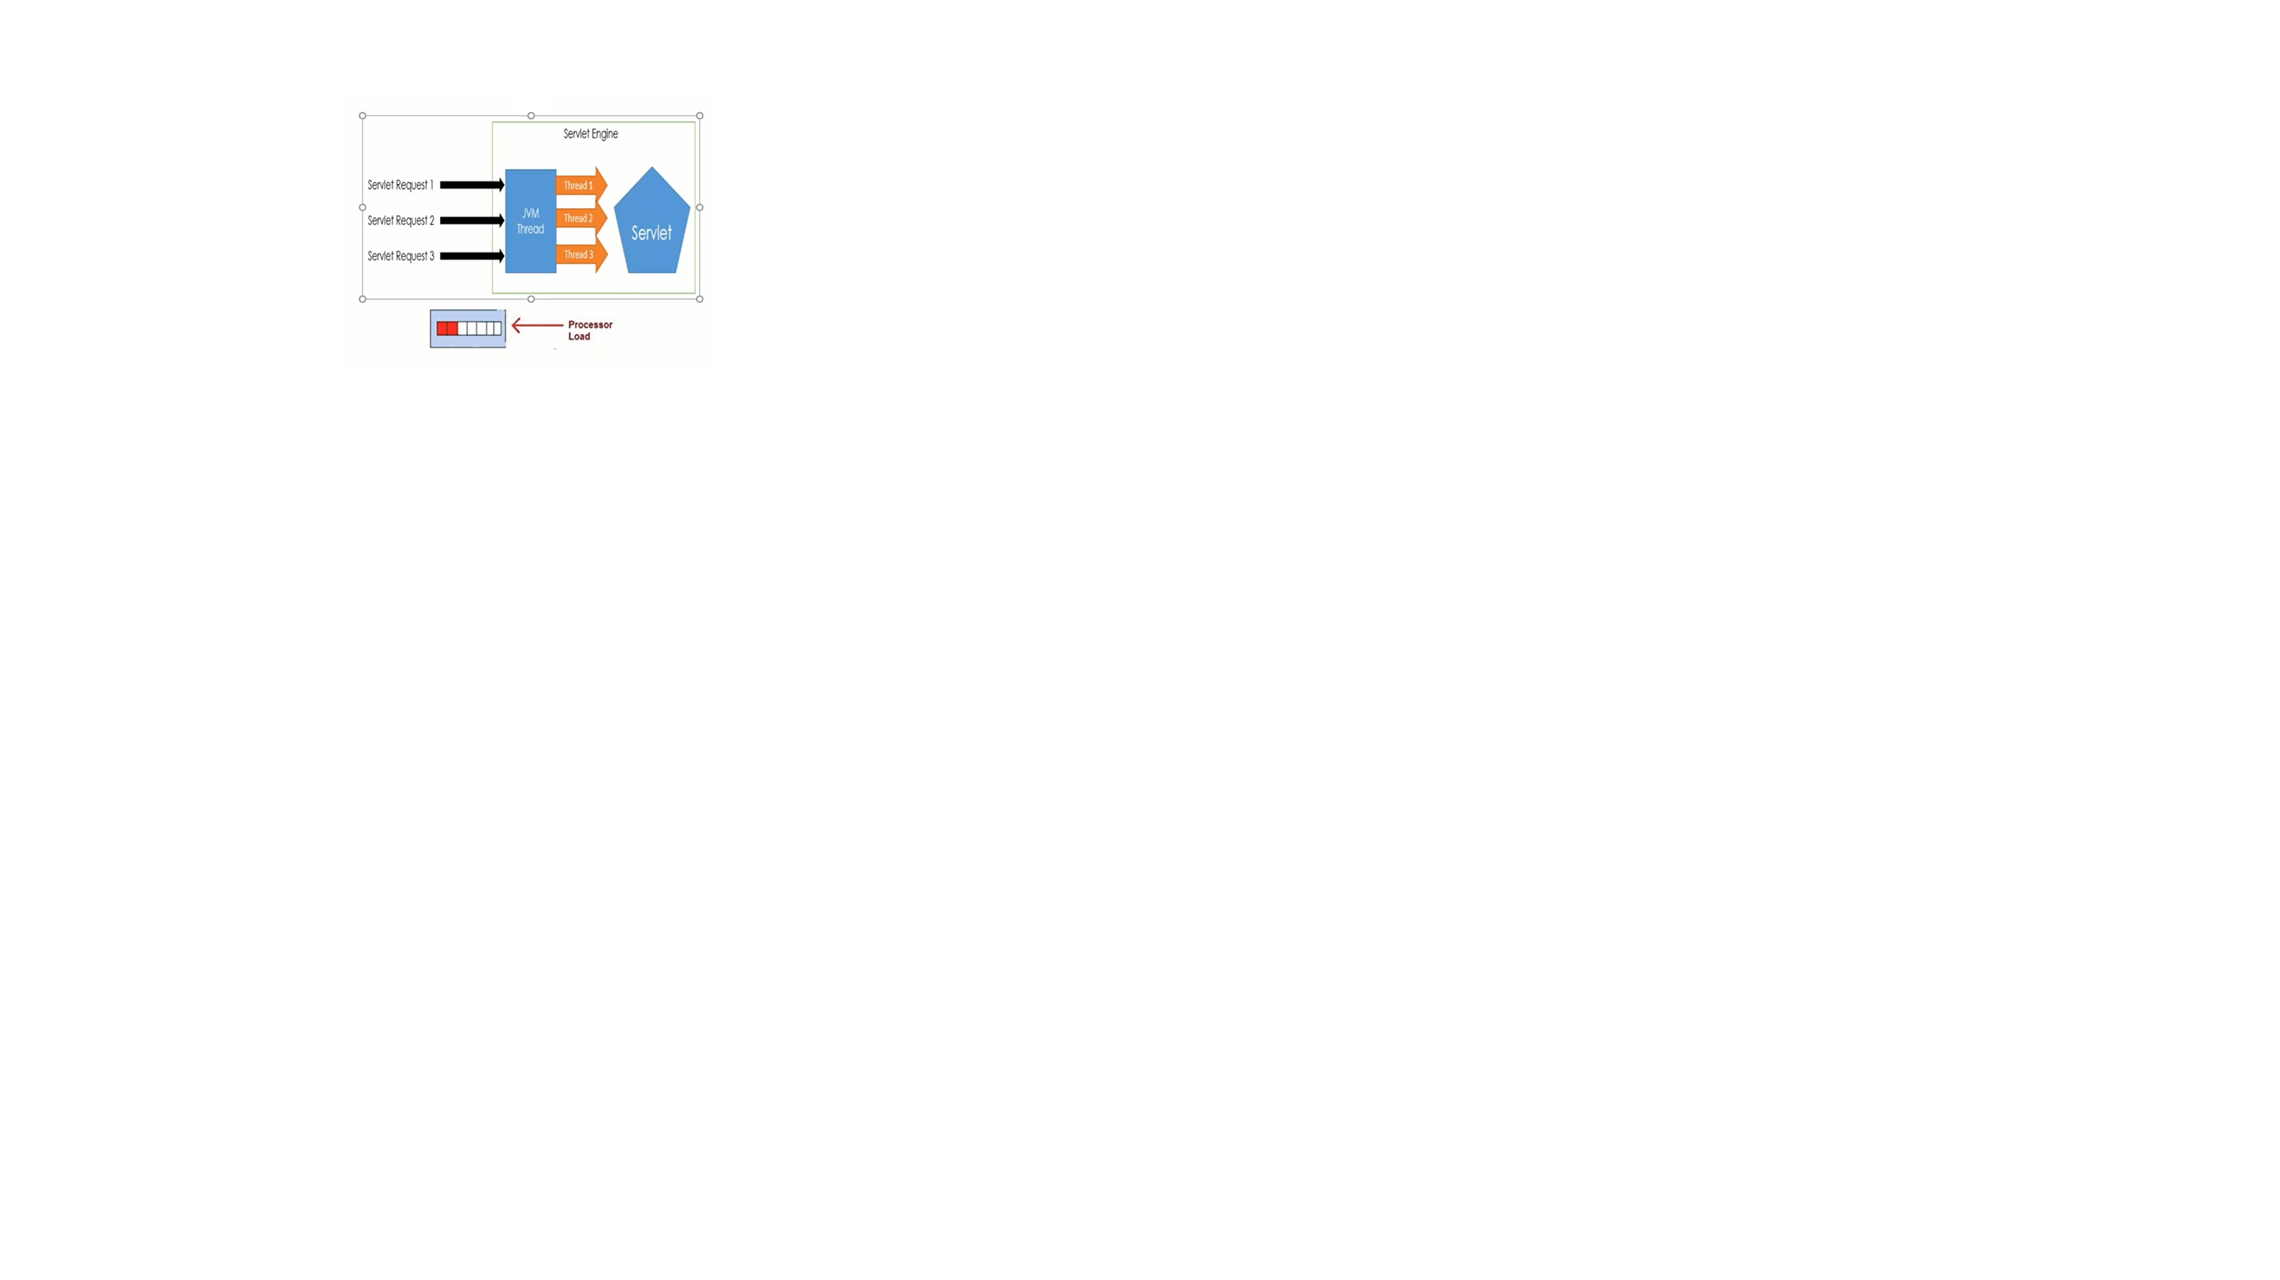 Servlet Engine
Servlet Request 1
Thread 1
Servlet Request 2
JVM
Thread
Thread 2
Servlet
Servlet Request 3
Thread 3
Processor
Load